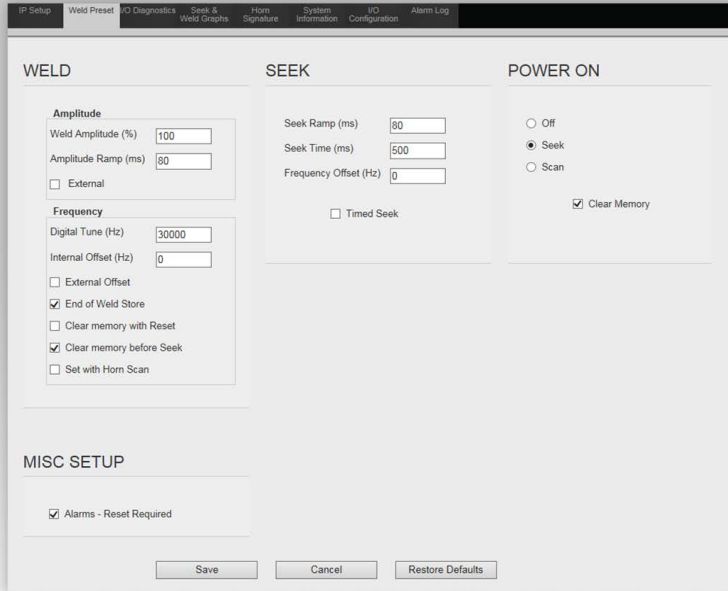 IP Setup
Weld Preset
I/O Diagnostics
Seek &
Weld Graphs
Horn
Signature
System
Information
I/O
Configuration
Alarm Log
WELD
Amplitude
Weld Amplitude (%) 100
Amplitude Ramp (ms) 80
External
Frequency
Digital Tune (Hz) 30000
Internal Offset (Hz) 0
External Offset
End of Weld Store
Clear memory with Reset
Clear memory before Seek
Set with Horn Scan
SEEK
Seek Ramp (ms) 80
Seek Time (ms) 500
Frequency Offset (Hz) 0
Timed Seek
POWER ON
Off
Seek
Scan
Clear Memory
MISC SETUP
Alarms - Reset Required
Save Cancel Restore Defaults